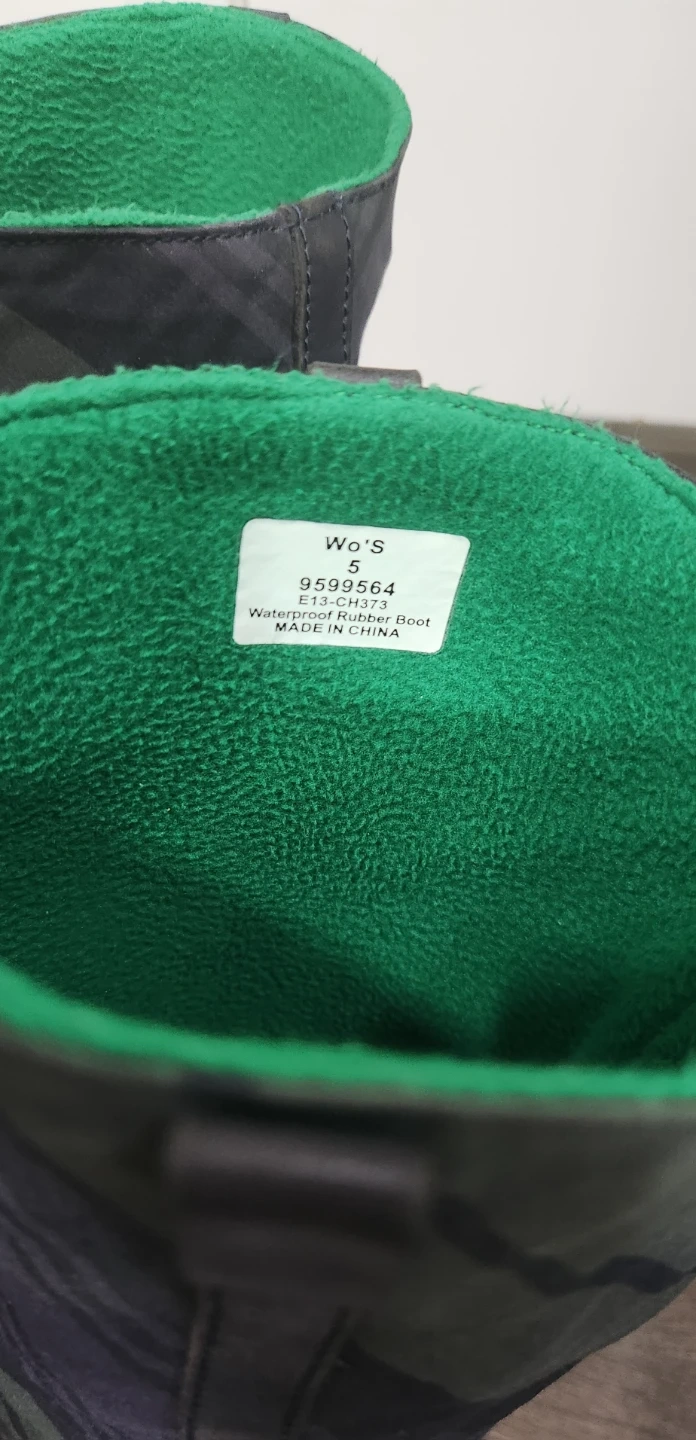 Wo'S
5
9599564
E13-CH373
Waterproof Rubber Boot
MADE IN CHINA